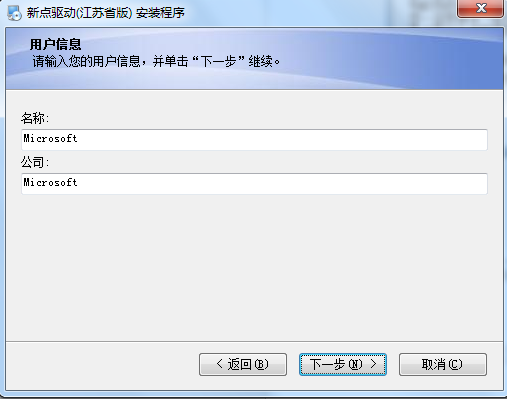 新点驱动(江苏省版) 安装程序
用户信息
请输入您的用户信息，并单击“下一步”继续。
名称:
Microsoft
公司:
Microsoft
< 返回(B)
下一步(N) >
取消(C)